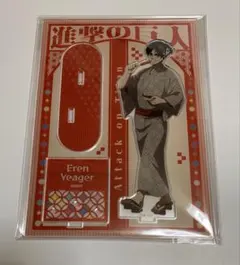 進撃の巨人
Attack on Titan
Eren
Yeager